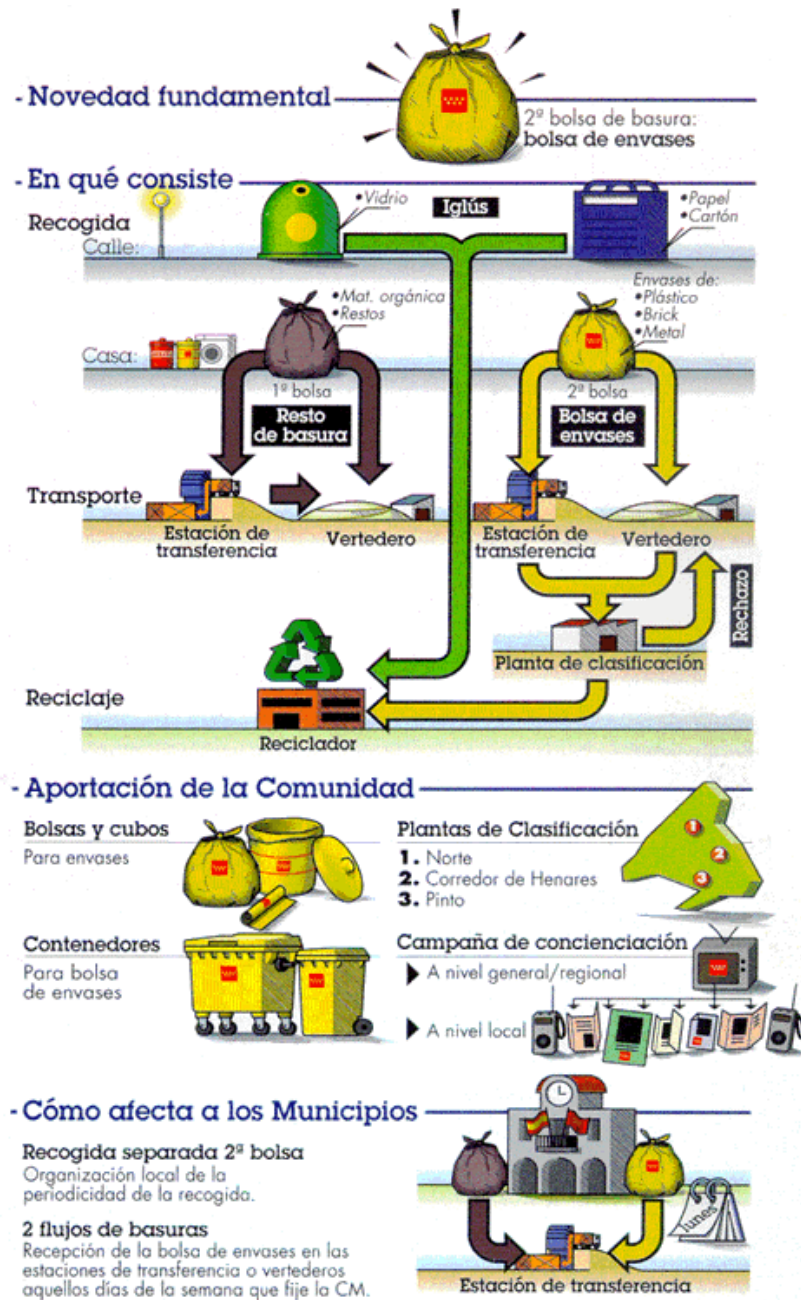 - Novedad fundamental
2ª bolsa de basura:
bolsa de envases
- En qué consiste
Recogida
Calle:
•Vidrio
Iglús
•Papel
•Cartón
Casa:
•Mat. orgánica
•Restos
1ª bolsa
Resto
de basura
Envases de:
•Plástico
•Brick
•Metal
2ª bolsa
Bolsa de
envases
Transporte
Estación de
transferencia
Vertedero
Estación de
transferencia
Vertedero
Rechazo
Planta de clasificación
Reciclaje
Reciclador
- Aportación de la Comunidad
Bolsas y cubos
Para envases
Plantas de Clasificación
1. Norte
2. Corredor de Henares
3. Pinto
1
2
3
Contenedores
Para bolsa
de envases
Campaña de concienciación
A nivel general/regional
A nivel local
- Cómo afecta a los Municipios
Recogida separada 2ª bolsa
Organización local de la
periodicidad de la recogida.
2 flujos de basuras
Recepción de la bolsa de envases en las
estaciones de transferencia o vertederos
aquellos días de la semana que fije la CM.
lunes
Estación de transferencia